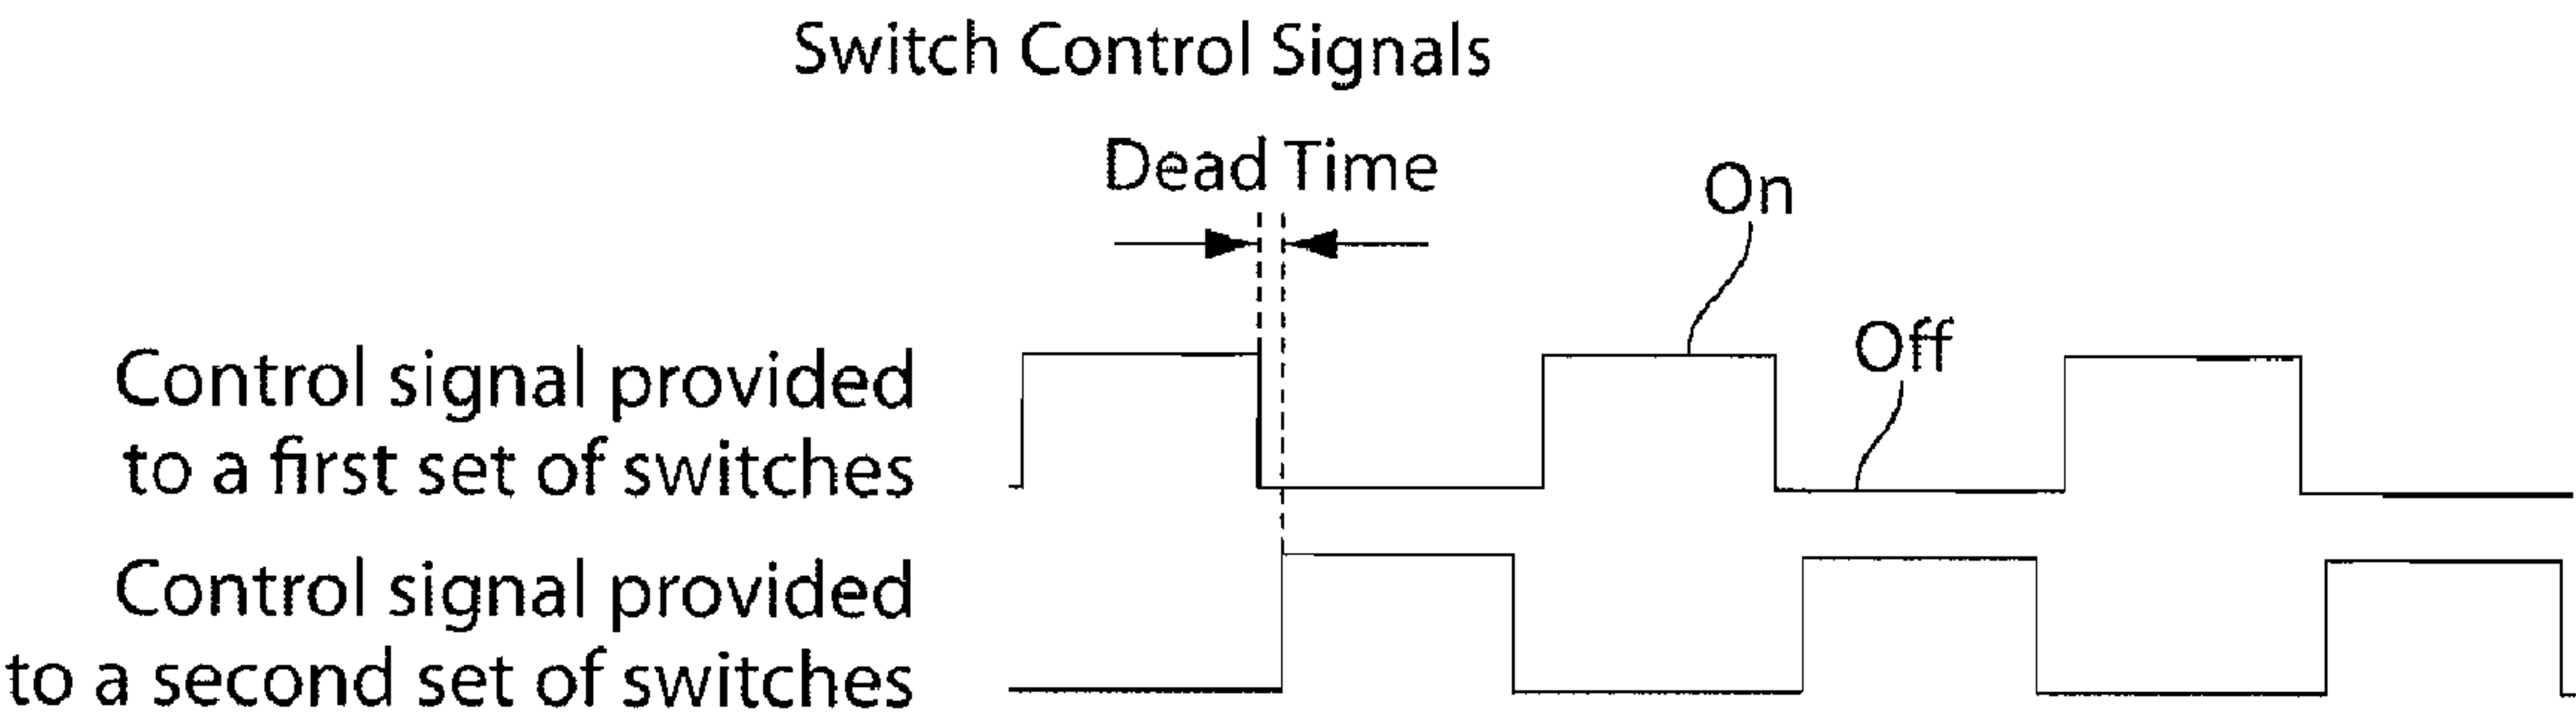 Switch Control Signals
Dead Time
On
Off
Control signal provided
to a first set of switches
Control signal provided
to a second set of switches